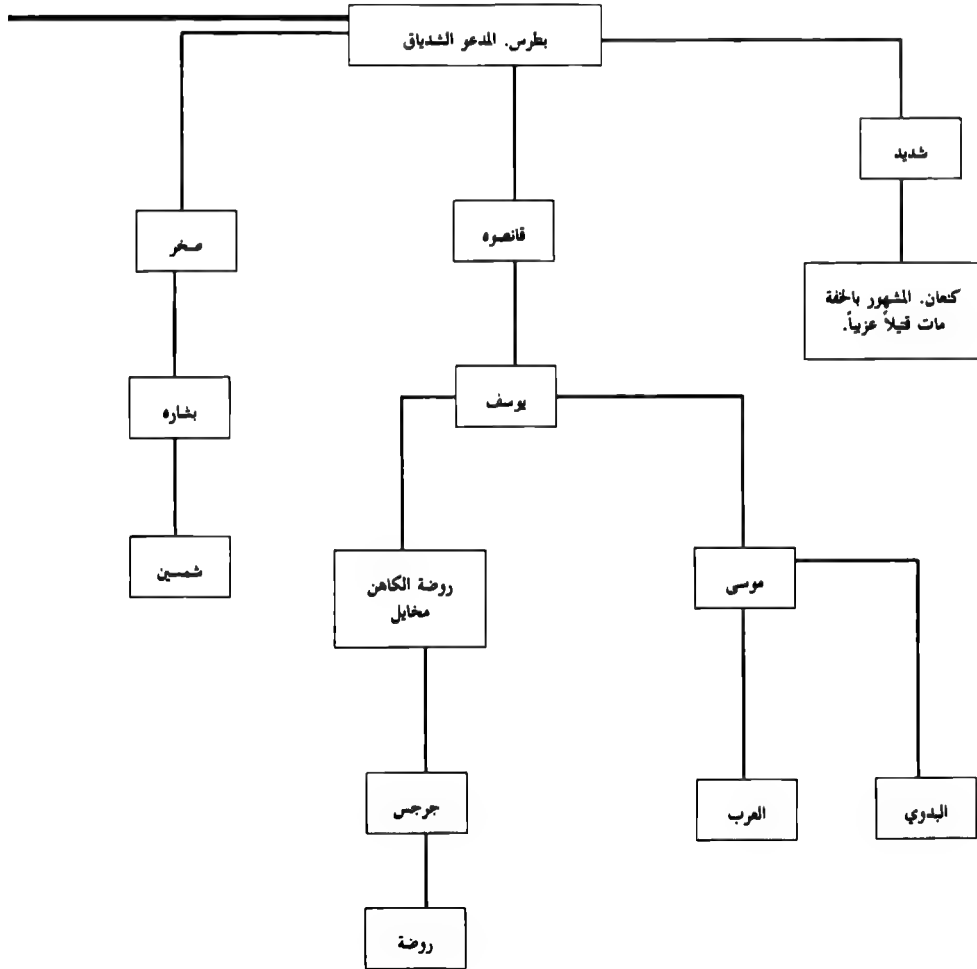 بطرس. المدعو الشدياق
شديد
صخر
قانصوه
كنعان. المشهور بالخفة
مات قتيلاً عزبياً.
يوسف
بشاره
شمسين
روضة الكاهن
مخايل
موسى
جرجس
العرب
البدوي
روضة